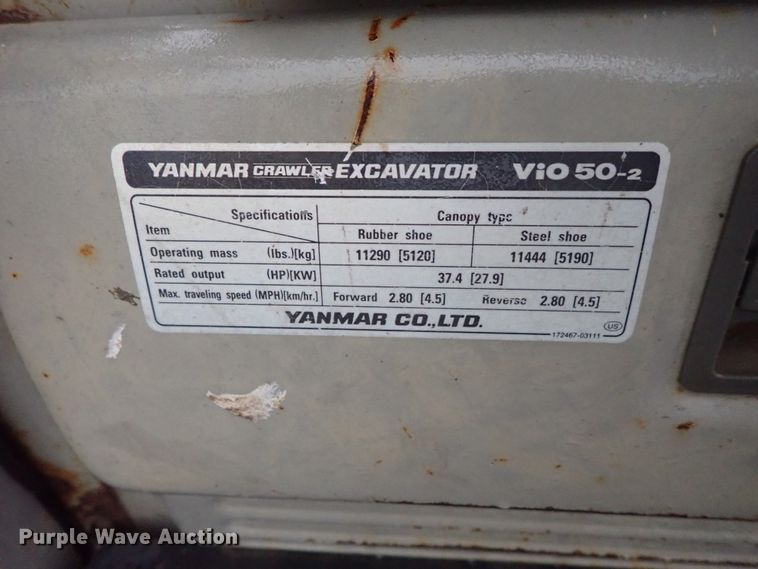 YANMAR CRAWLER EXCAVATOR ViO 50-2
Specifications Canopy type
Item Rubber shoe Steel shoe
Operating mass (lbs.)[kg] 11290 [5120] 11444 [5190]
Rated output (HP)[KW] 37.4 [27.9]
Max. traveling speed (MPH)[km/hr.] Forward 2.80 [4.5] Reverse 2.80 [4.5]
YANMAR CO.,LTD.
172467-03111 US
Purple Wave Auction®